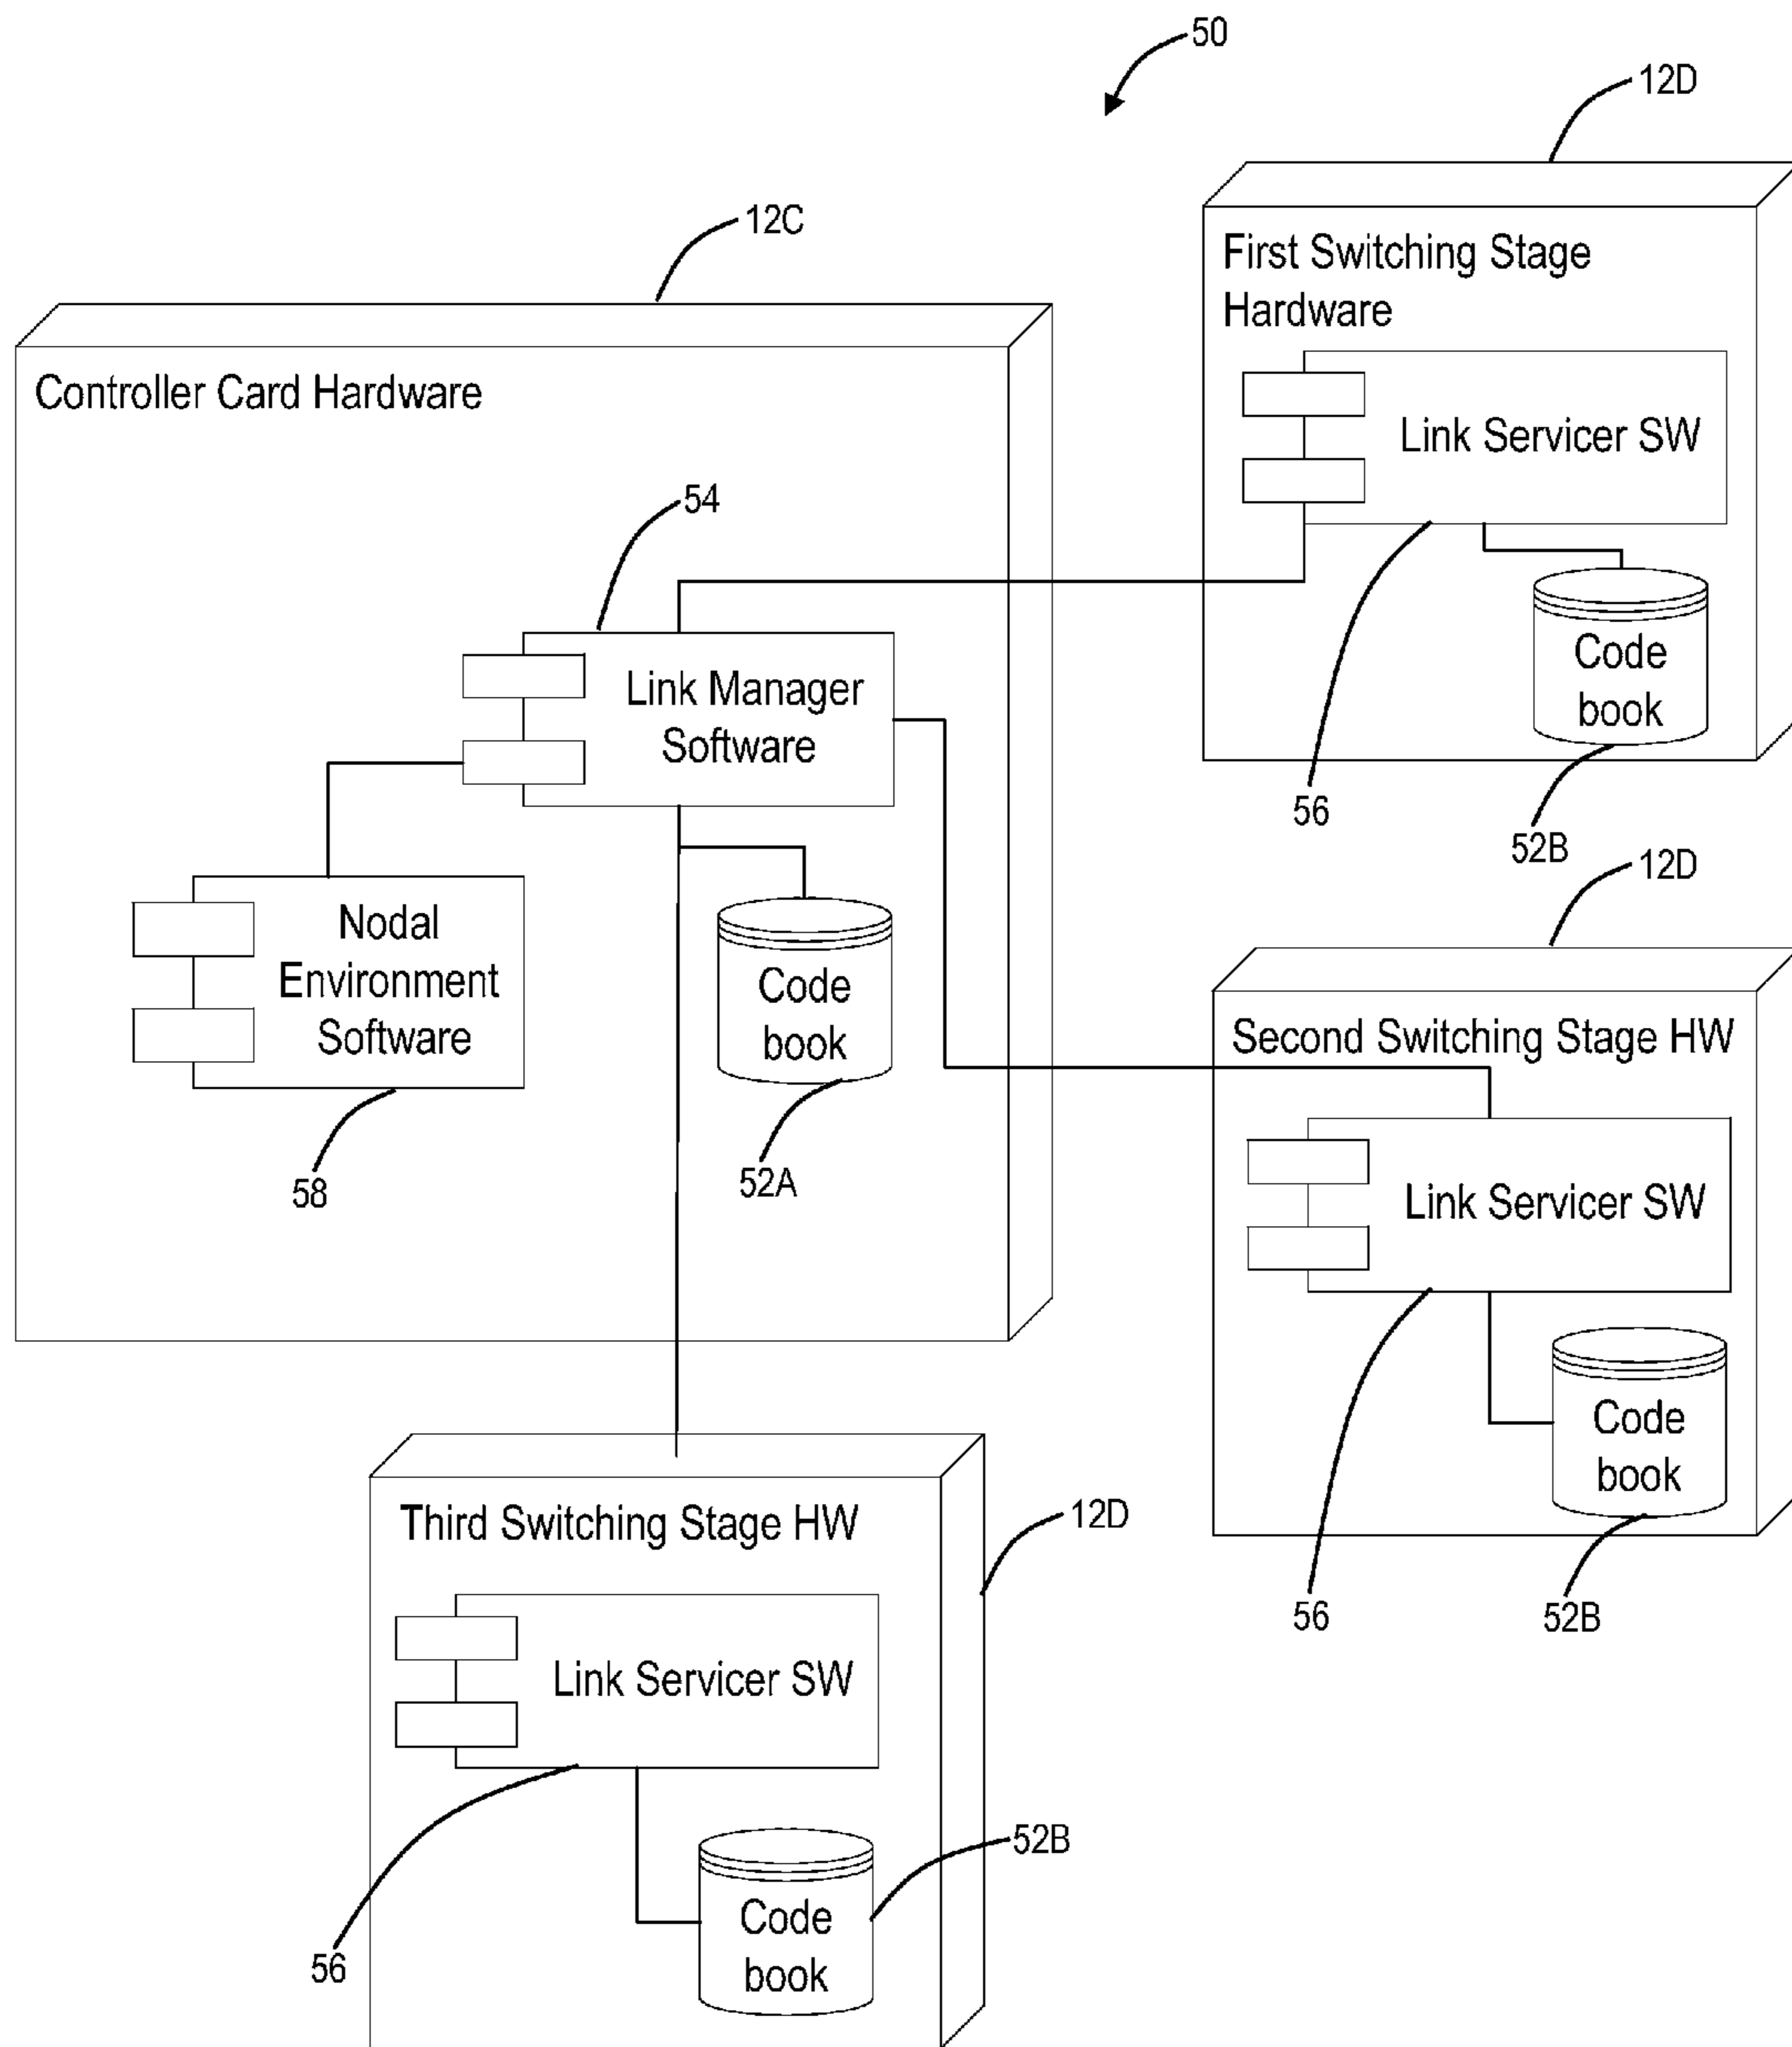 50
12D
12C
First Switching Stage
Hardware
Controller Card Hardware
Link Servicer SW
54
Code
book
Link Manager
Software
56
52B
12D
Nodal
Environment
Software
Code
book
Second Switching Stage HW
58
52A
Link Servicer SW
Code
book
Third Switching Stage HW
12D
56
52B
Link Servicer SW
52B
Code
book
56